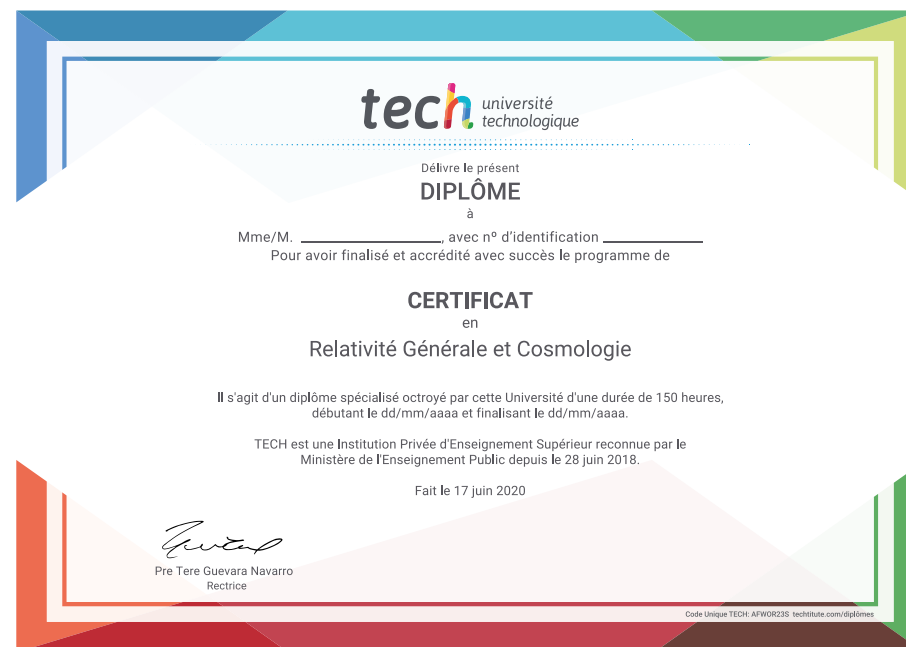 tech université
technologique
Délivre le présent
DIPLÔME
à
Mme/M. ____________________, avec nº d'identification ______________
Pour avoir finalisé et accrédité avec succès le programme de
CERTIFICAT
en
Relativité Générale et Cosmologie
Il s'agit d'un diplôme spécialisé octroyé par cette Université d'une durée de 150 heures,
débutant le dd/mm/aaaa et finalisant le dd/mm/aaaa.
TECH est une Institution Privée d'Enseignement Supérieur reconnue par le
Ministère de l'Enseignement Public depuis le 28 juin 2018.
Fait le 17 juin 2020
Pre Tere Guevara Navarro
Rectrice
Code Unique TECH: AFWOR23S techtitute.com/diplômes